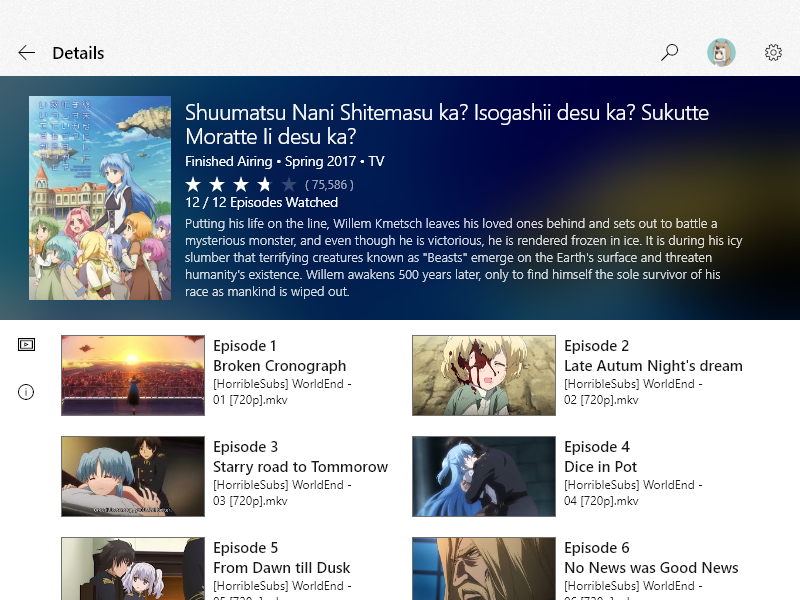 Details
Shuumatsu Nani Shitemasu ka? Isogashii desu ka? Sukutte
Moratte Ii desu ka?
Finished Airing • Spring 2017 • TV
( 75,586 )
12 / 12 Episodes Watched
Putting his life on the line, Willem Kmetsch leaves his loved ones behind and sets out to battle a
mysterious monster, and even though he is victorious, he is rendered frozen in ice. It is during his icy
slumber that terrifying creatures known as "Beasts" emerge on the Earth's surface and threaten
humanity's existence. Willem awakens 500 years later, only to find himself the sole survivor of his
race as mankind is wiped out.
Episode 1
Broken Cronograph
[HorribleSubs] WorldEnd -
01 [720p].mkv
Episode 2
Late Autum Night's dream
[HorribleSubs] WorldEnd -
02 [720p].mkv
Episode 3
Starry road to Tommorow
[HorribleSubs] WorldEnd -
03 [720p].mkv
Episode 4
Dice in Pot
[HorribleSubs] WorldEnd -
04 [720p].mkv
Episode 5
From Dawn till Dusk
[HorribleSubs] WorldEnd -
05 [720p].mkv
Episode 6
No News was Good News
[HorribleSubs] WorldEnd -
06 [720p].mkv